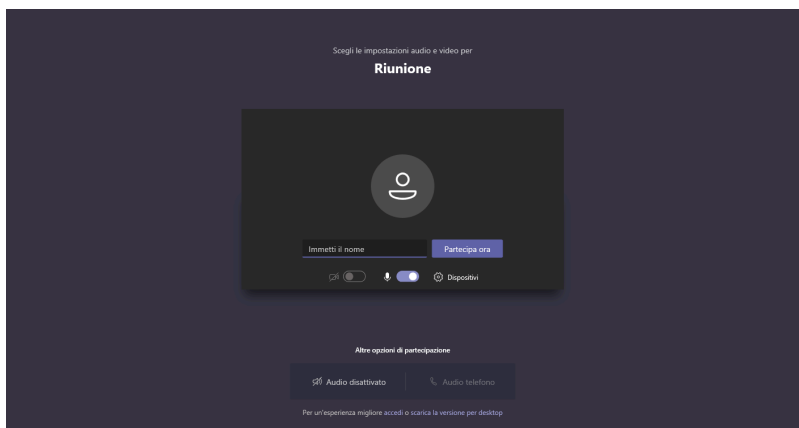 Scegli le impostazioni audio e video per
Riunione
Immetti il nome
Partecipa ora
Dispositivi
Altre opzioni di partecipazione
Audio disattivato
Audio telefono
Per un'esperienza migliore accedi o scarica la versione per desktop